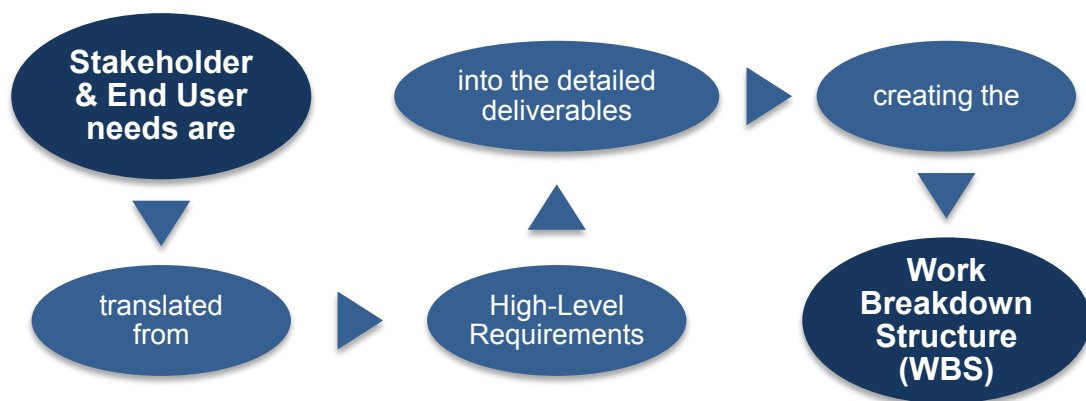 Stakeholder
& End User
needs are
translated
from
High-Level
Requirements
into the detailed
deliverables
creating the
Work
Breakdown
Structure
(WBS)